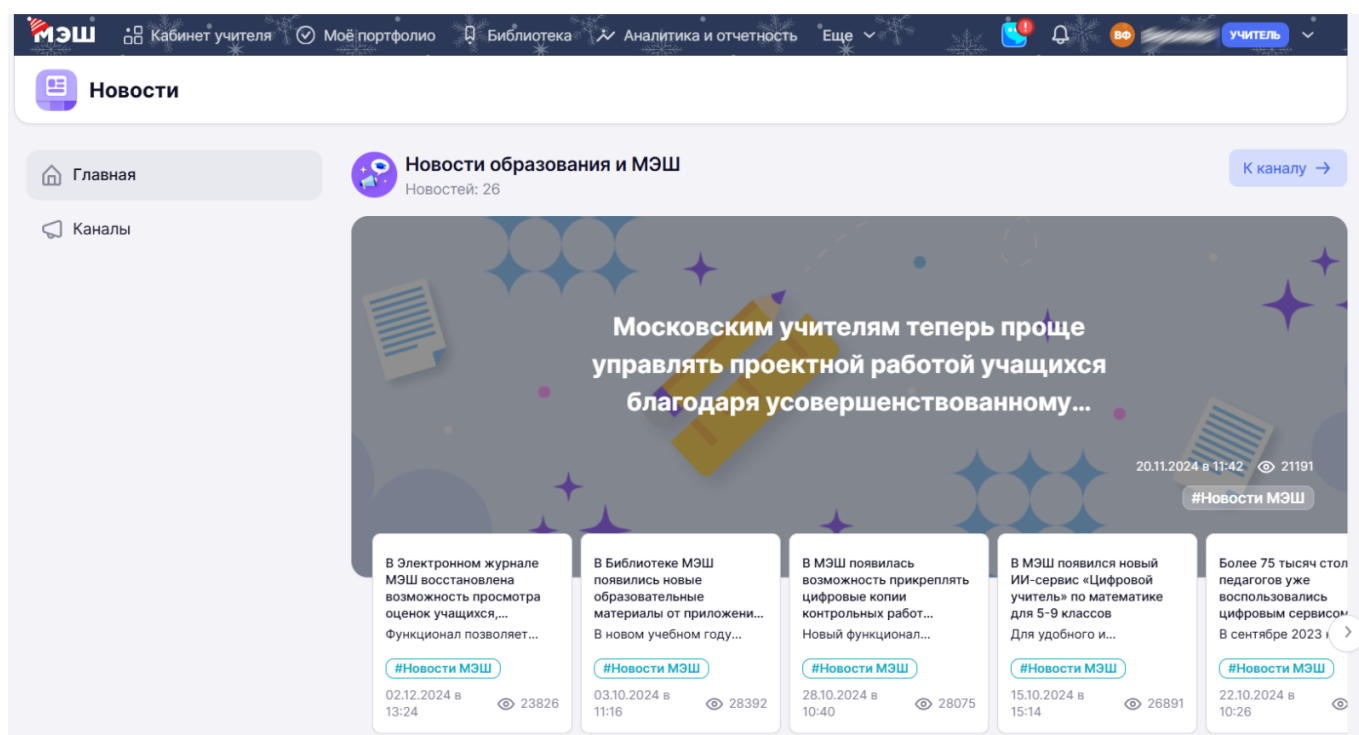 МЭШ Кабинет учителя Моё портфолио Библиотека Аналитика и отчетность Еще ВФ УЧИТЕЛЬ
Новости
Главная
Каналы
Новости образования и МЭШ
Новостей: 26
К каналу →
Московским учителям теперь проще
управлять проектной работой учащихся
благодаря усовершенствованному...
20.11.2024 в 11:42 21191
#Новости МЭШ
В Электронном журнале
МЭШ восстановлена
возможность просмотра
оценок учащихся,...
Функционал позволяет...
#Новости МЭШ
02.12.2024 в
13:24
23826
В Библиотеке МЭШ
появились новые
образовательные
материалы от приложени...
В новом учебном году...
#Новости МЭШ
03.10.2024 в
11:16
28392
В МЭШ появилась
возможность прикреплять
цифровые копии
контрольных работ...
Новый функционал...
#Новости МЭШ
28.10.2024 в
10:40
28075
В МЭШ появился новый
ИИ-сервис «Цифровой
учитель» по математике
для 5-9 классов
Для удобного и...
#Новости МЭШ
15.10.2024 в
15:14
26891
Более 75 тысяч стол
педагогов уже
воспользовались
цифровым сервисом
В сентябре 2023
#Новости МЭШ
22.10.2024 в
10:26